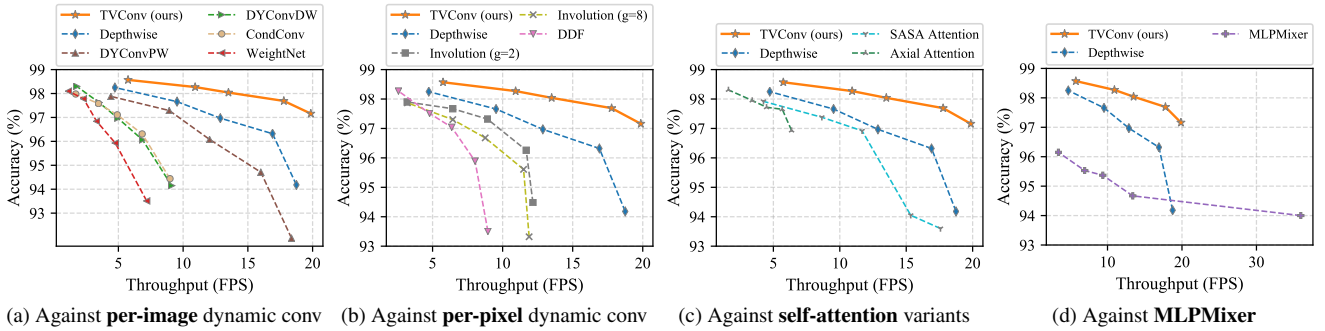 TVConv (ours) DYConvDW
Depthwise CondConv
DYConvPW WeightNet
99
98
97
96
95
94
93
Accuracy (%)
5 10 15 20
Throughput (FPS)
(a) Against per-image dynamic conv
TVConv (ours) Involution (g=8)
Depthwise DDF
Involution (g=2)
99
98
97
96
95
94
93
Accuracy (%)
5 10 15 20
Throughput (FPS)
(b) Against per-pixel dynamic conv
TVConv (ours) SASA Attention
Depthwise Axial Attention
99
98
97
96
95
94
93
Accuracy (%)
5 10 15 20
Throughput (FPS)
(c) Against self-attention variants
TVConv (ours) MLPMixer
Depthwise
99
98
97
96
95
94
93
Accuracy (%)
10 20 30
Throughput (FPS)
(d) Against MLPMixer